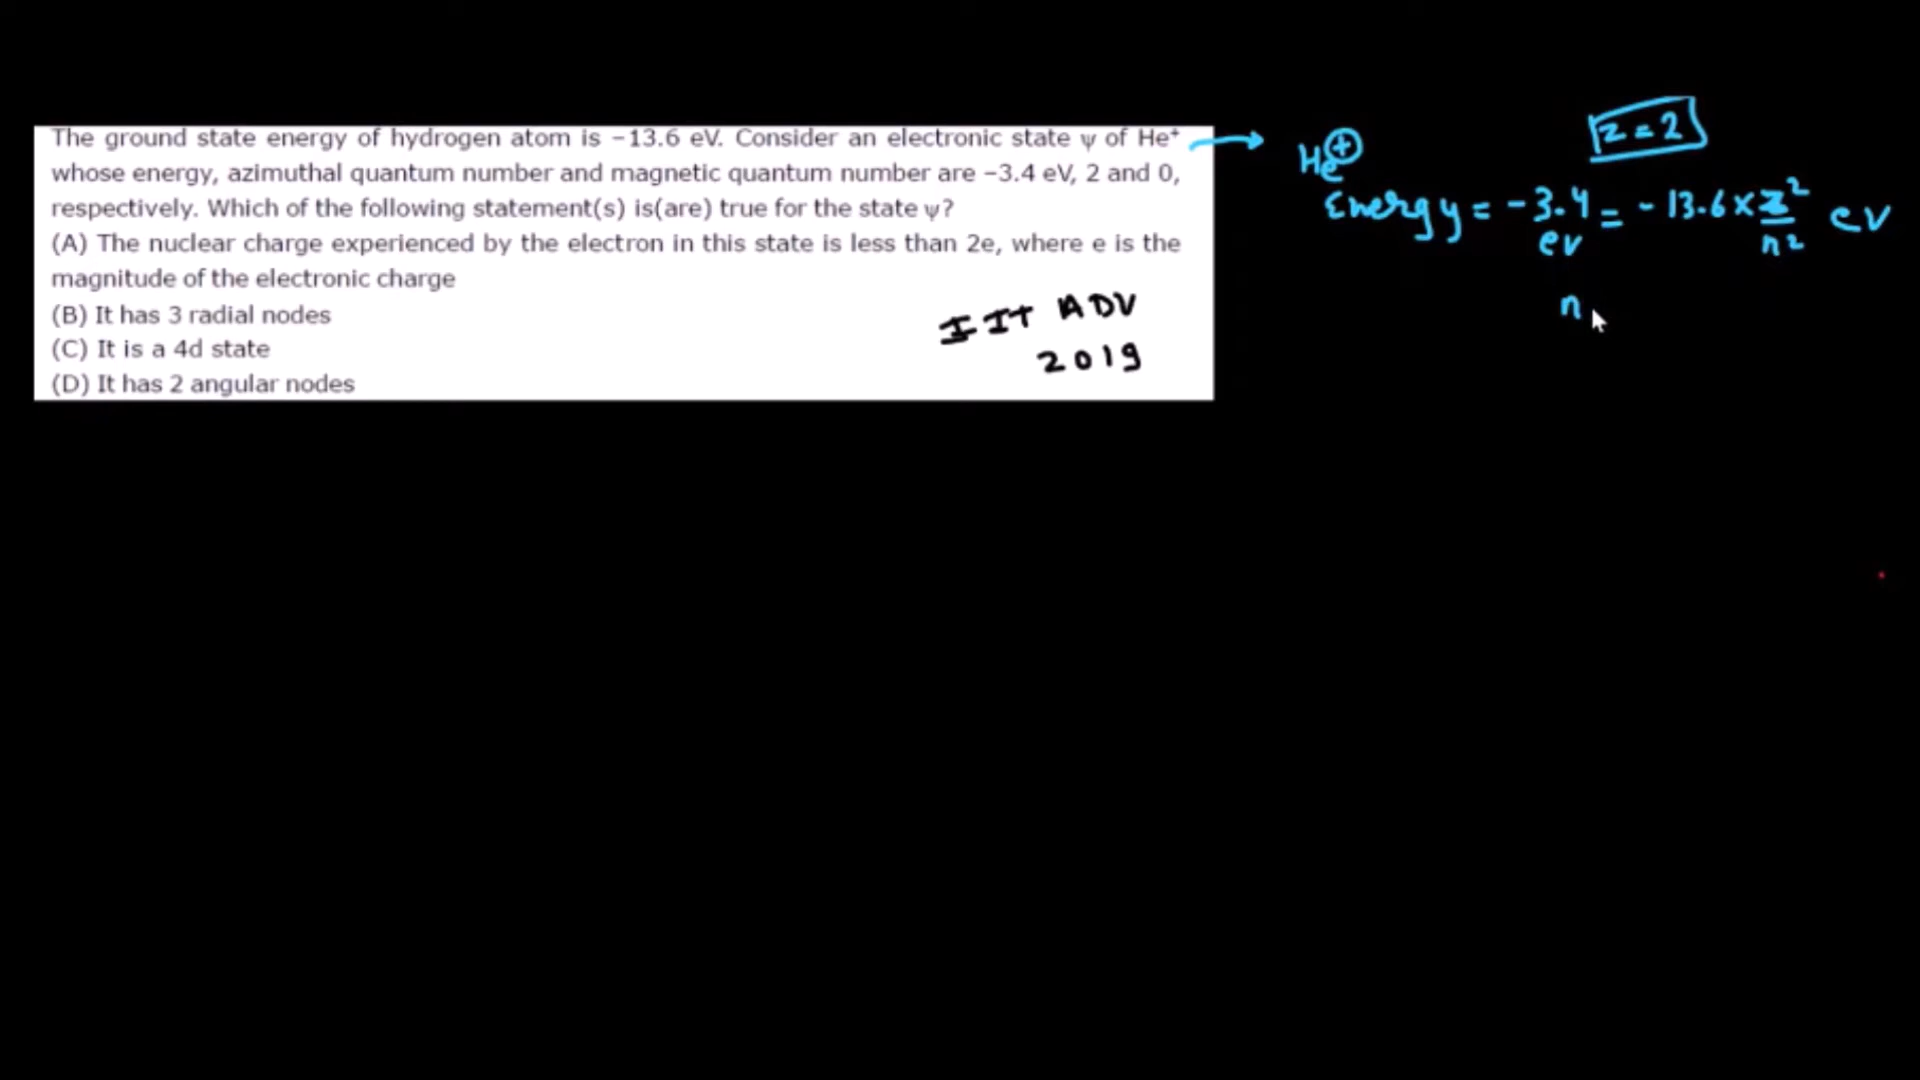 The ground state energy of hydrogen atom is −13.6 eV. Consider an electronic state ψ of He⁺
whose energy, azimuthal quantum number and magnetic quantum number are −3.4 eV, 2 and 0,
respectively. Which of the following statement(s) is(are) true for the state ψ?
(A) The nuclear charge experienced by the electron in this state is less than 2e, where e is the
magnitude of the electronic charge
(B) It has 3 radial nodes
(C) It is a 4d state
(D) It has 2 angular nodes
IIT ADV
2019
He⊕
z = 2
Energy = -3.4 ev = -13.6 x z²/n² ev
n